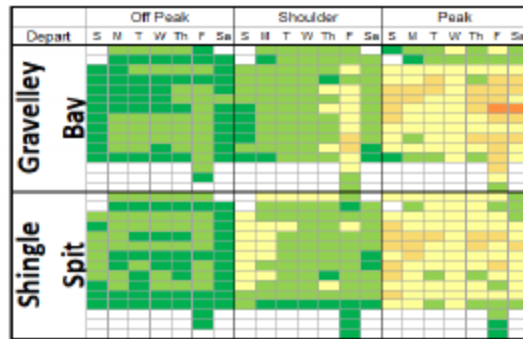 Off Peak Shoulder Peak
Depart S M T W Th F Sa S M T W Th F Sa S M T W Th F Sa
Gravelley
Bay
Shingle
Spit